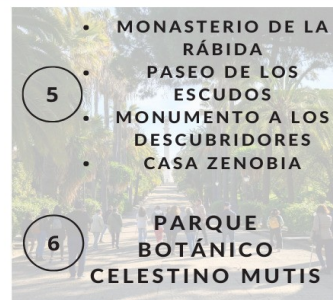 • MONASTERIO DE LA
RÁBIDA
• PASEO DE LOS
ESCUDOS
5
• MONUMENTO A LOS
DESCUBRIDORES
• CASA ZENOBIA
6
PARQUE
BOTÁNICO
CELESTINO MUTIS